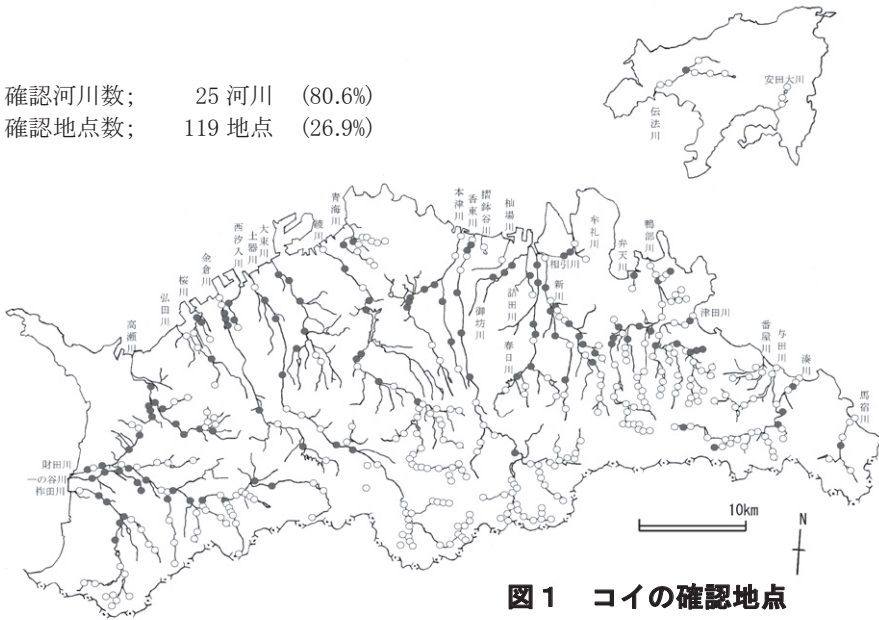 確認河川数;　25 河川　(80.6%)
確認地点数;　119 地点　(26.9%)
安田大川
伝法川
青海川
綾川
大束川
土器川
西汐入川
金倉川
桜川
弘田川
高瀬川
本津川
香東川
摺鉢谷川
杣場川
御坊川
詰田川
春日川
新川
相引川
牟礼川
弁天川
鴨部川
津田川
番屋川
与田川
湊川
馬宿川
財田川
一の谷川
柞田川
10km
N
図1　コイの確認地点